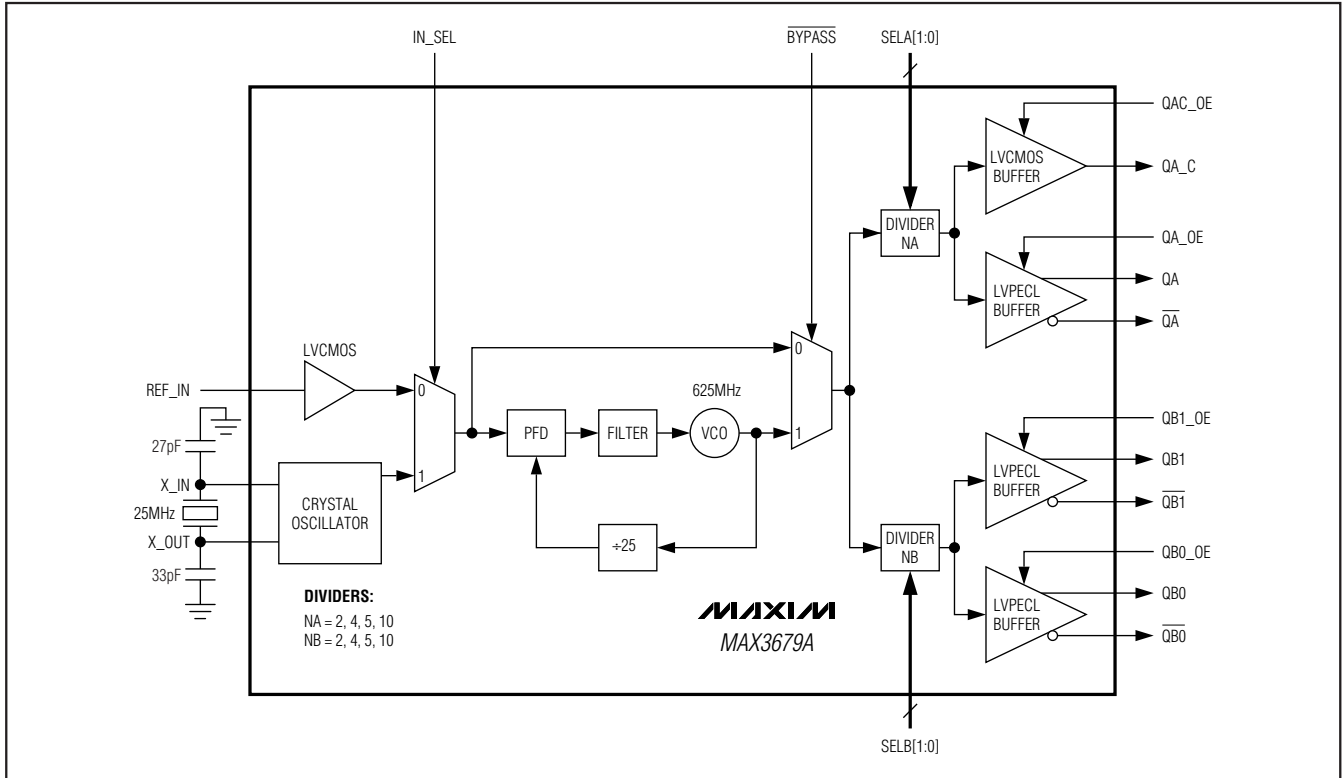 IN_SEL
BYPASS
SELA[1:0]
QAC_OE
LVCMOS
BUFFER
QA_C
DIVIDER
NA
QA_OE
LVPECL
BUFFER
QA
QA
LVCMOS
REF_IN
0
0
625MHz
27pF
PFD
FILTER
VCO
1
1
X_IN
25MHz
X_OUT
33pF
CRYSTAL
OSCILLATOR
÷25
QB1_OE
LVPECL
BUFFER
QB1
QB1
DIVIDER
NB
QB0_OE
LVPECL
BUFFER
QB0
QB0
DIVIDERS:
NA = 2, 4, 5, 10
NB = 2, 4, 5, 10
MAXIM
MAX3679A
SELB[1:0]